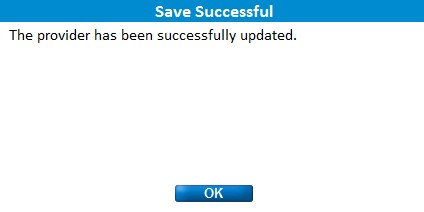 Save Successful
The provider has been successfully updated.
OK